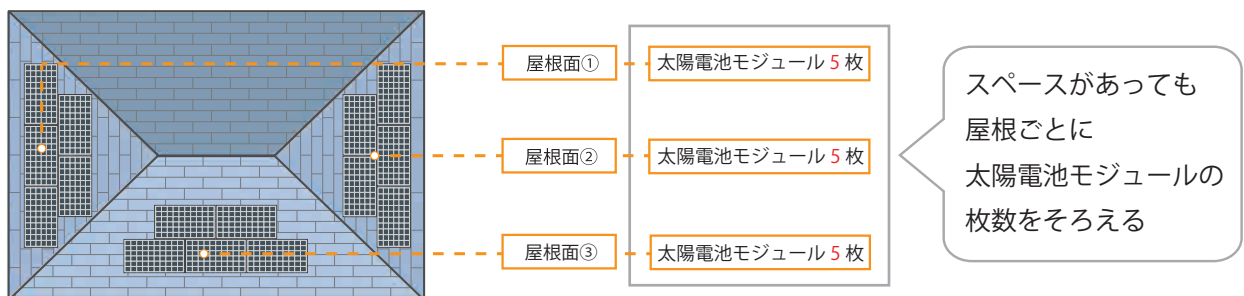 屋根面①
太陽電池モジュール 5 枚
屋根面②
太陽電池モジュール 5 枚
屋根面③
太陽電池モジュール 5 枚
スペースがあっても
屋根ごとに
太陽電池モジュールの
枚数をそろえる